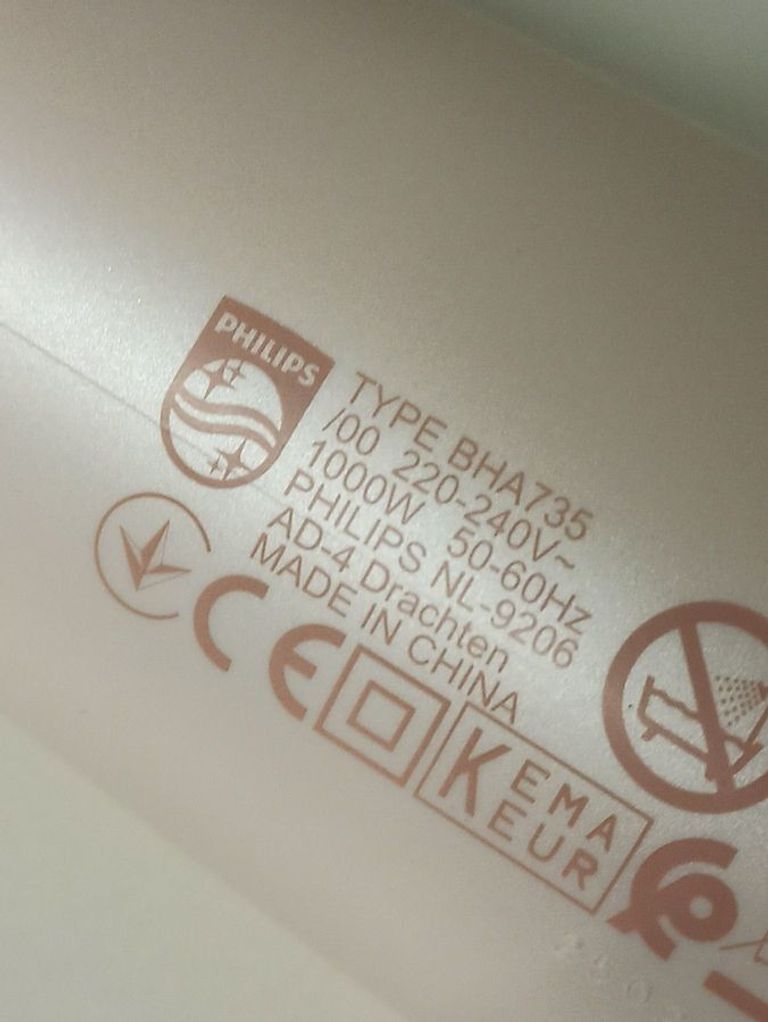 PHILIPS
TYPE BHA735
/00 220-240V~
1000W 50-60Hz
PHILIPS NL-9206
AD-4 Drachten
MADE IN CHINA
CE
KEMA
EUR